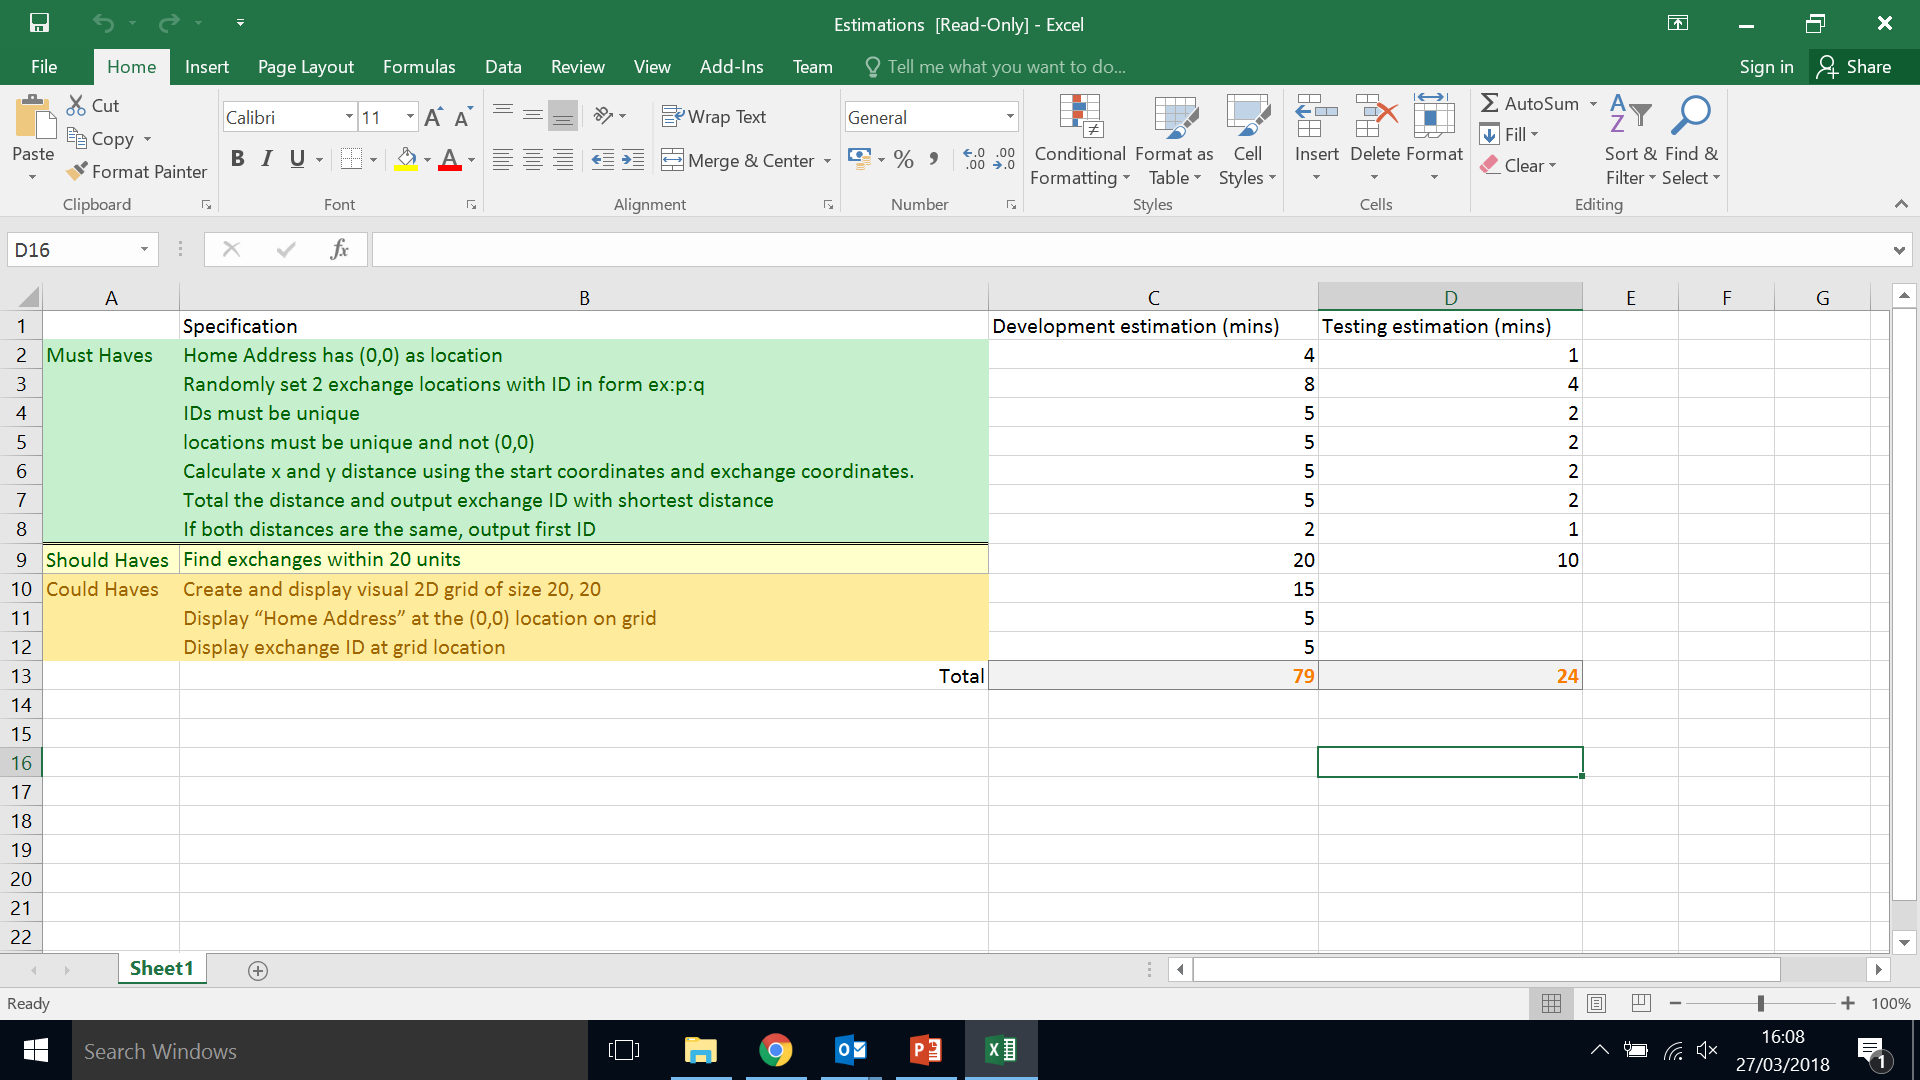 Estimations [Read-Only] - Excel
File Home Insert Page Layout Formulas Data Review View Add-Ins Team Tell me what you want to do... Sign in Share
Paste
Cut
Copy
Format Painter
Clipboard
Calibri 11 A A
B I U A
Font
Wrap Text
Merge & Center
Alignment
General
% , .0 .00 .00 .0
Number
Conditional Formatting
Format as Table
Cell Styles
Styles
Insert Delete Format
Cells
AutoSum
Fill
Clear
Sort & Filter
Find & Select
Editing
D16 fx
A B C D E F G
1 Specification Development estimation (mins) Testing estimation (mins)
2 Must Haves Home Address has (0,0) as location 4 1
3 Randomly set 2 exchange locations with ID in form ex:p:q 8 4
4 IDs must be unique 5 2
5 locations must be unique and not (0,0) 5 2
6 Calculate x and y distance using the start coordinates and exchange coordinates. 5 2
7 Total the distance and output exchange ID with shortest distance 5 2
8 If both distances are the same, output first ID 2 1
9 Should Haves Find exchanges within 20 units 20 10
10 Could Haves Create and display visual 2D grid of size 20, 20 15
11 Display “Home Address” at the (0,0) location on grid 5
12 Display exchange ID at grid location 5
13 Total 79 24
14
15
16
17
18
19
20
21
22
Sheet1
Ready 100%
Search Windows
16:08
27/03/2018
1